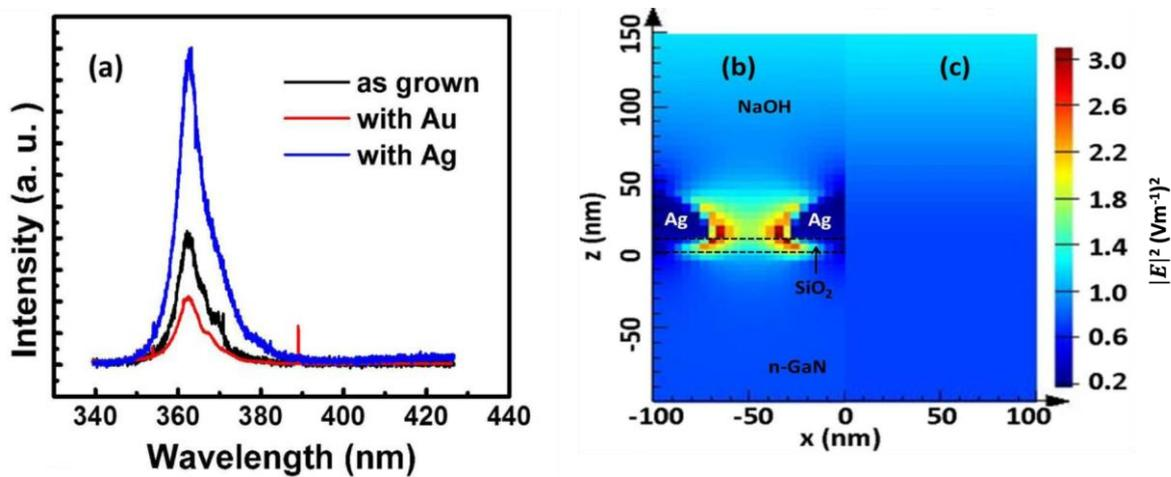 (a)
as grown
with Au
with Ag
Intensity (a. u.)
340 360 380 400 420 440
Wavelength (nm)
(b) (c)
NaOH
Ag Ag
SiO₂
n-GaN
150
100
50
0
-50
z (nm)
-100 -50 0 50 100
x (nm)
3.0
2.6
2.2
1.8
1.4
1.0
0.6
0.2
|E|² (Vm⁻¹)²